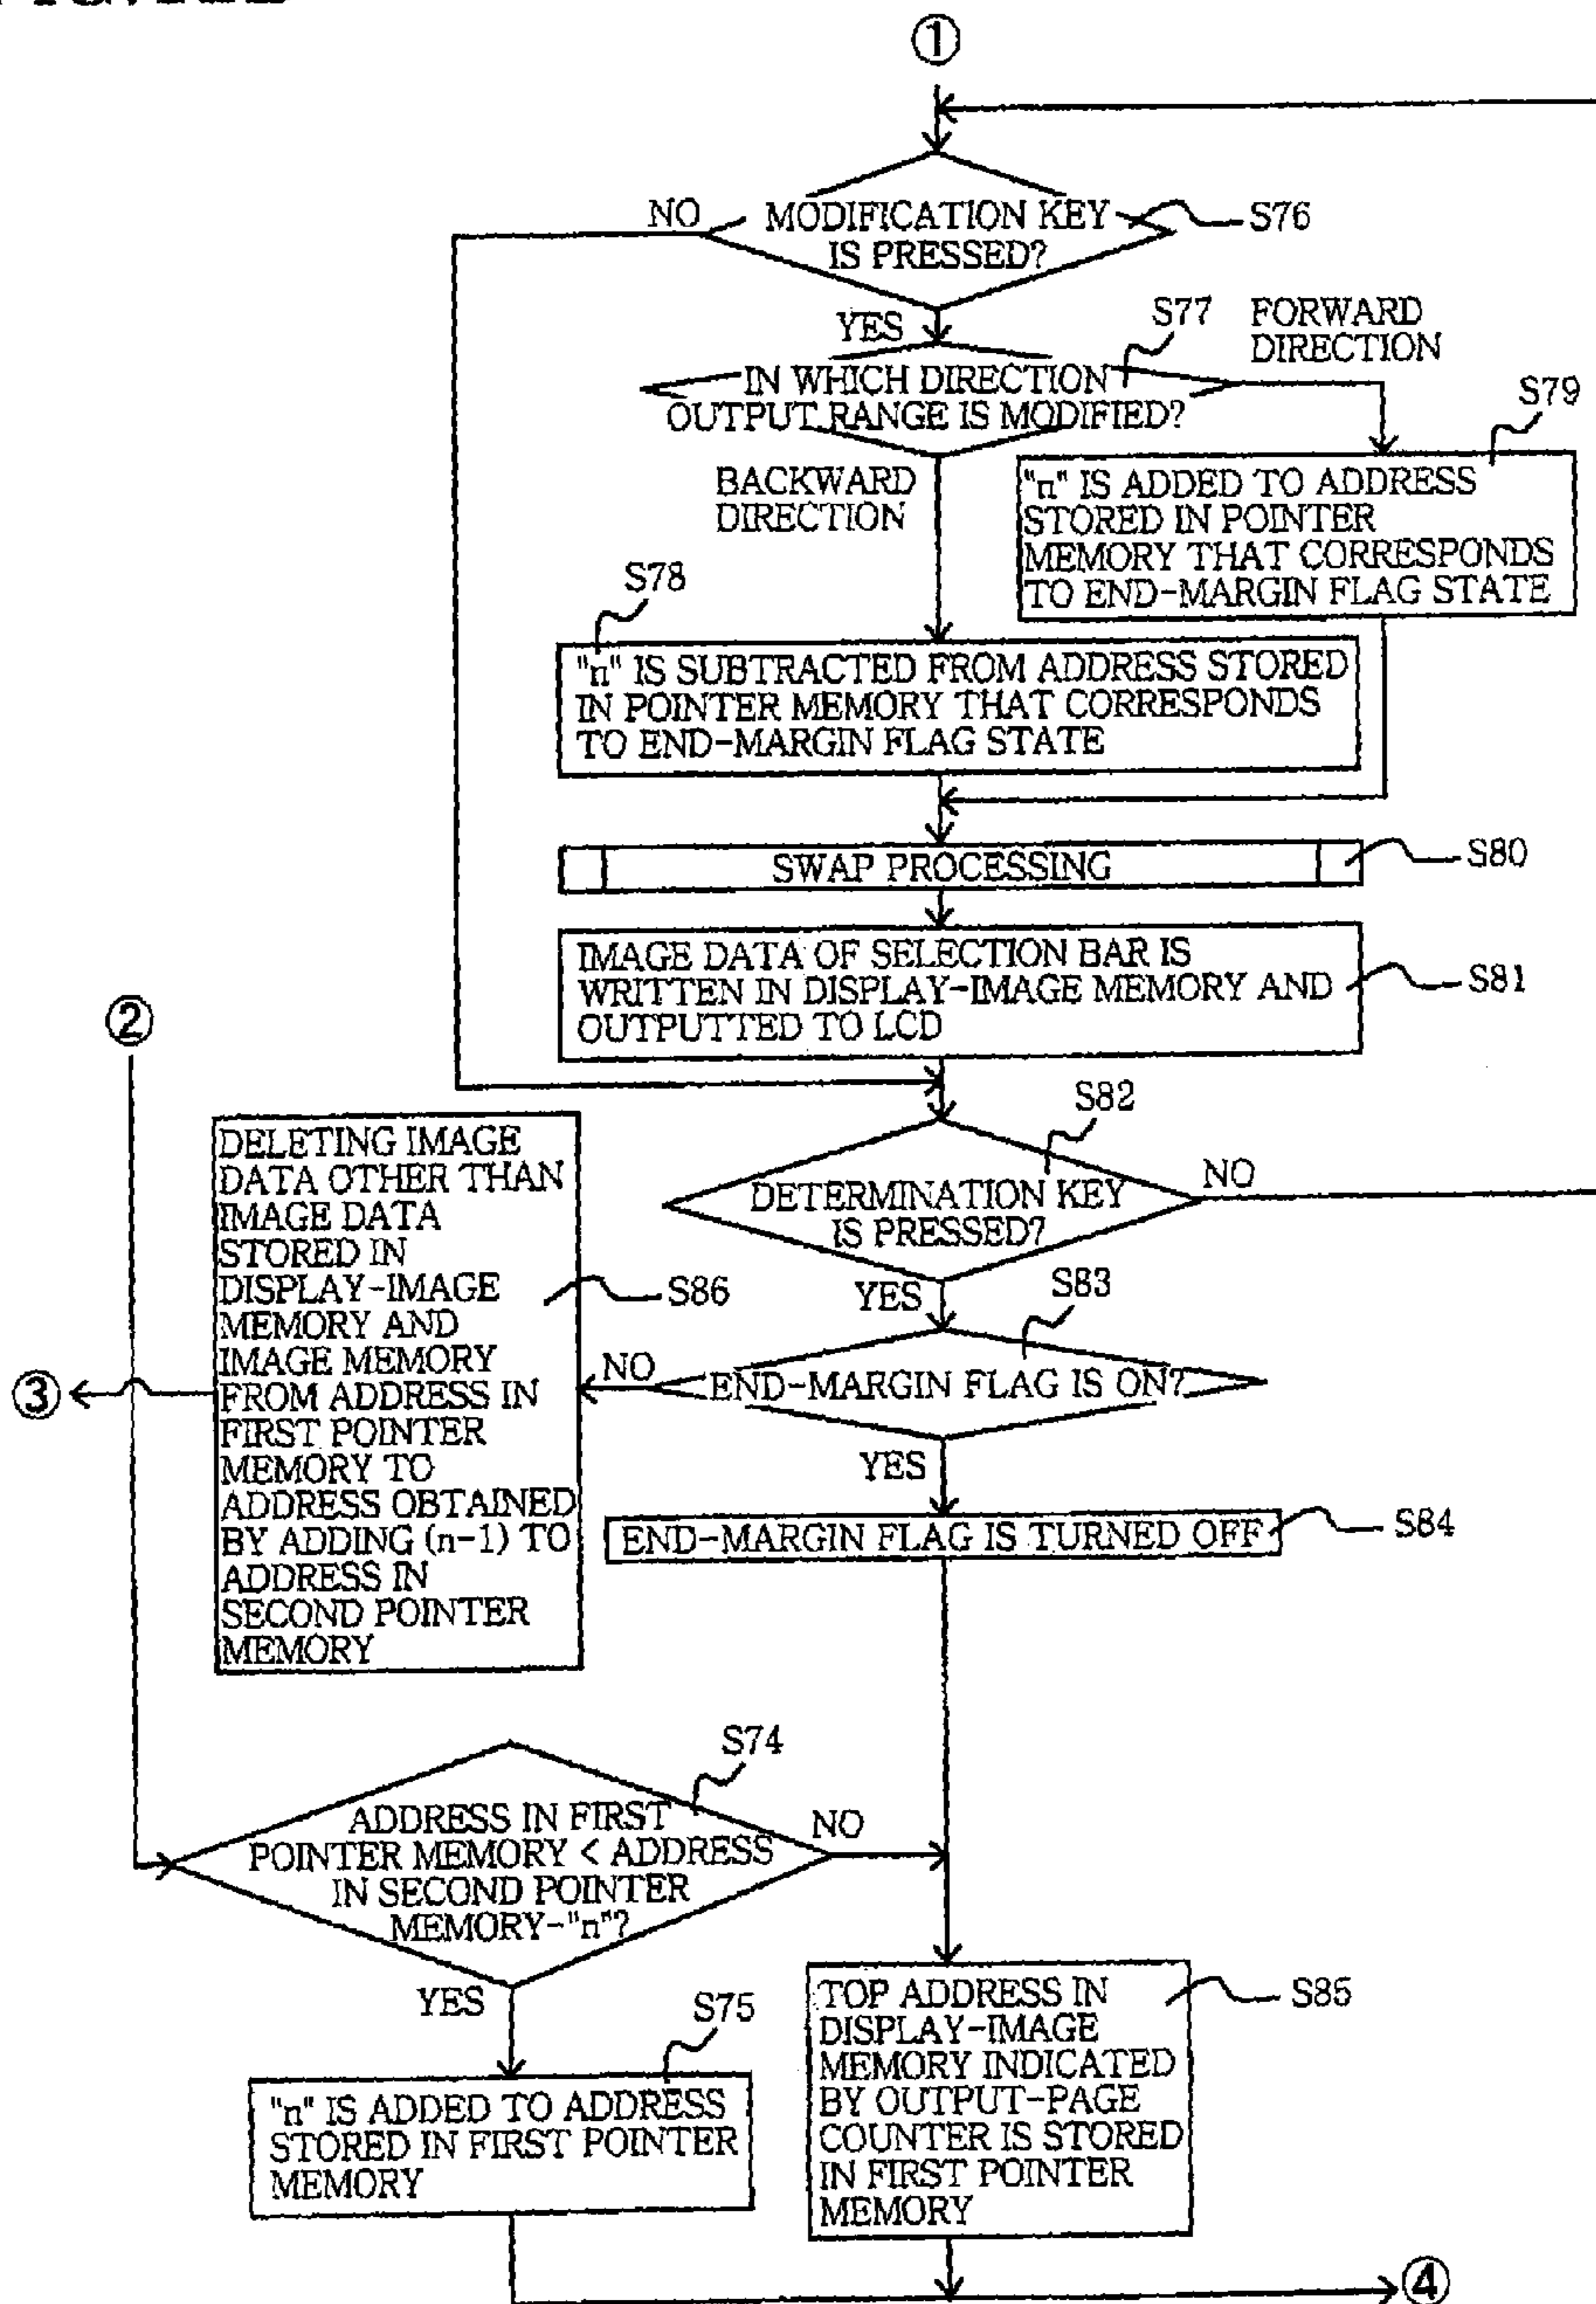 ①
MODIFICATION KEY
IS PRESSED?
S76
NO
YES
S77
FORWARD
DIRECTION
IN WHICH DIRECTION
OUTPUT RANGE IS MODIFIED?
S79
BACKWARD
DIRECTION
"n" IS ADDED TO ADDRESS
STORED IN POINTER
MEMORY THAT CORRESPONDS
TO END-MARGIN FLAG STATE
S78
"n" IS SUBTRACTED FROM ADDRESS STORED
IN POINTER MEMORY THAT CORRESPONDS
TO END-MARGIN FLAG STATE
SWAP PROCESSING
S80
IMAGE DATA OF SELECTION BAR IS
WRITTEN IN DISPLAY-IMAGE MEMORY AND
OUTPUTTED TO LCD
S81
②
S82
DETERMINATION KEY
IS PRESSED?
NO
YES
S83
DELETING IMAGE
DATA OTHER THAN
IMAGE DATA
STORED IN
DISPLAY-IMAGE
MEMORY AND
IMAGE MEMORY
FROM ADDRESS IN
FIRST POINTER
MEMORY TO
ADDRESS OBTAINED
BY ADDING (n-1) TO
ADDRESS IN
SECOND POINTER
MEMORY
S86
③
NO
END-MARGIN FLAG IS ON?
YES
END-MARGIN FLAG IS TURNED OFF
S84
S74
ADDRESS IN FIRST
POINTER MEMORY < ADDRESS
IN SECOND POINTER
MEMORY-"n"?
NO
YES
S75
"n" IS ADDED TO ADDRESS
STORED IN FIRST POINTER
MEMORY
TOP ADDRESS IN
DISPLAY-IMAGE
MEMORY INDICATED
BY OUTPUT-PAGE
COUNTER IS STORED
IN FIRST POINTER
MEMORY
S85
④